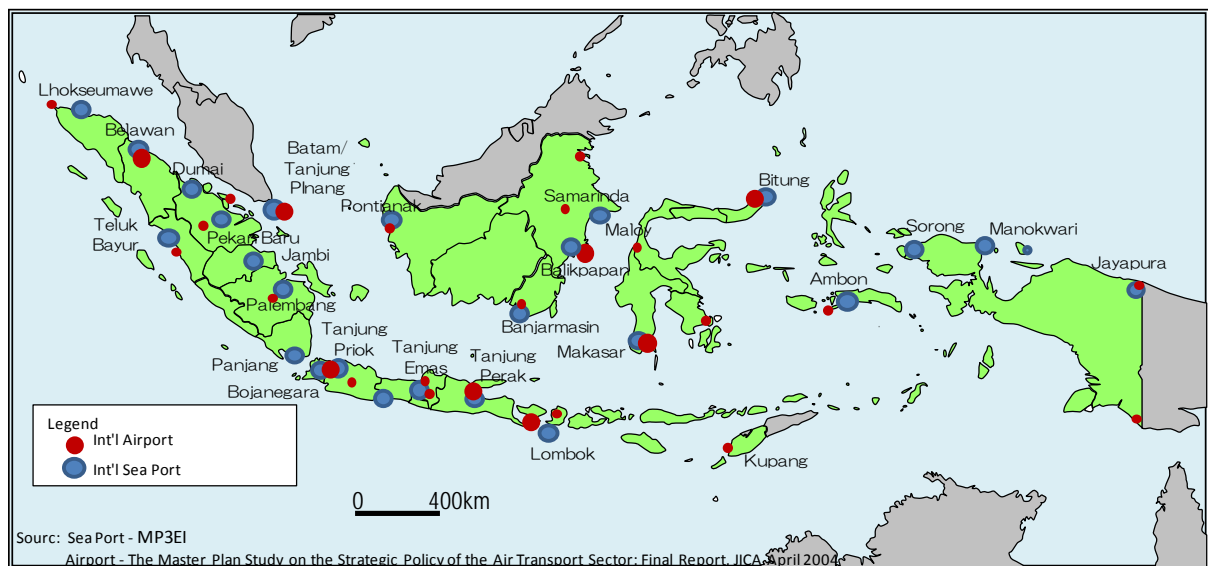 Lhokseumawe
Belawan
Batam/
Tanjung
PInang
Dumai
Rontianak
Samarinda
Bitung
Teluk
Bayur
Pekan Baru
Maloy
Sorong
Manokwari
Jambi
Balikpapan
Jayapura
Palembang
Ambon
Tanjung
Priok
Banjarmasin
Makasar
Panjang
Tanjung
Emas
Tanjung
Perak
Bojanegara
Legend
Int'l Airport
Int'l Sea Port
Lombok
Kupang
0 400km
Sourc: Sea Port - MP3EI
Airport - The Master Plan Study on the Strategic Policy of the Air Transport Sector: Final Report, JICA, April 2004